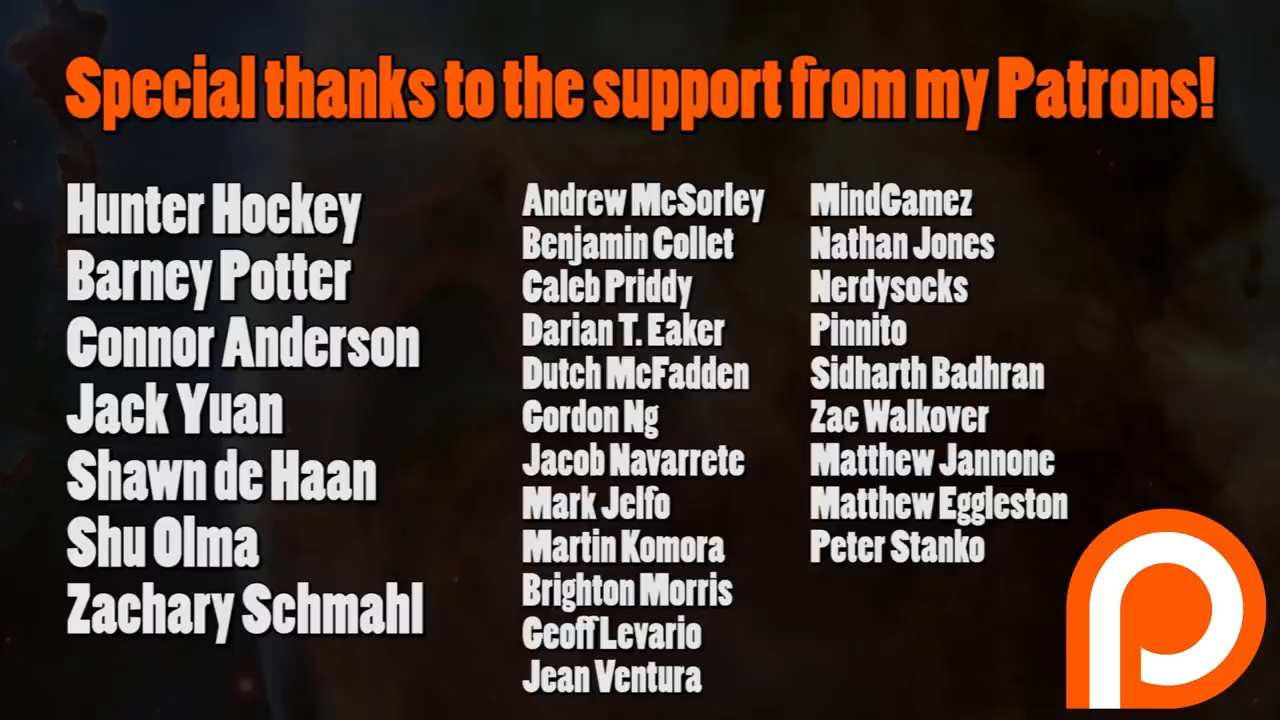 Special thanks to the support from my Patrons!
Hunter Hockey
Barney Potter
Connor Anderson
Jack Yuan
Shawn de Haan
Shu Olma
Zachary Schmahl
Andrew McSorley
Benjamin Collet
Caleb Priddy
Darian T. Eaker
Dutch McFadden
Gordon Ng
Jacob Navarrete
Mark Jelfo
Martin Komora
Brighton Morris
Geoff Levario
Jean Ventura
MindGamez
Nathan Jones
Nerdysocks
Pinnito
Sidharth Badhran
Zac Walkover
Matthew Jannone
Matthew Eggleston
Peter Stanko